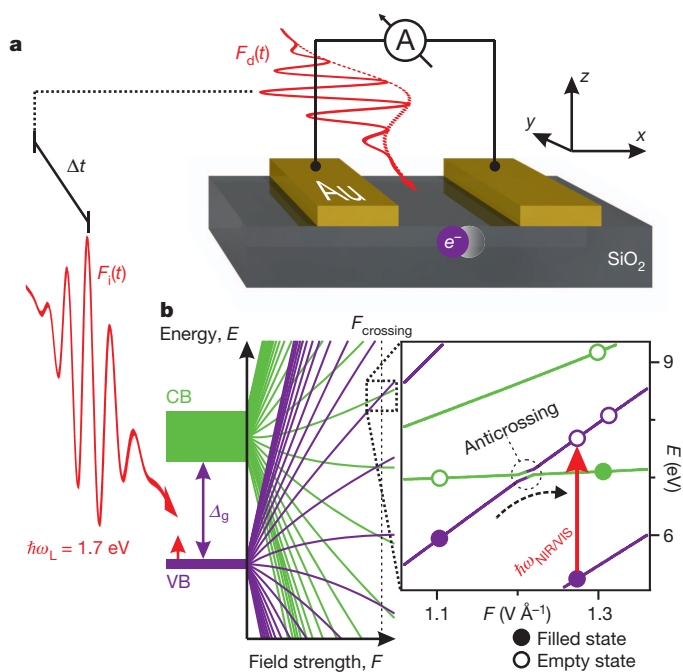 a
F_d(t)
A
z
y
x
Δt
Au
e⁻
SiO₂
F_i(t)
b
Energy, E
F_crossing
CB
9
Anticrossing
E (eV)
Δ_g
6
ħω_NIR/VIS
ħω_L = 1.7 eV
VB
1.1
F (V Å⁻¹)
1.3
Field strength, F
Filled state
Empty state